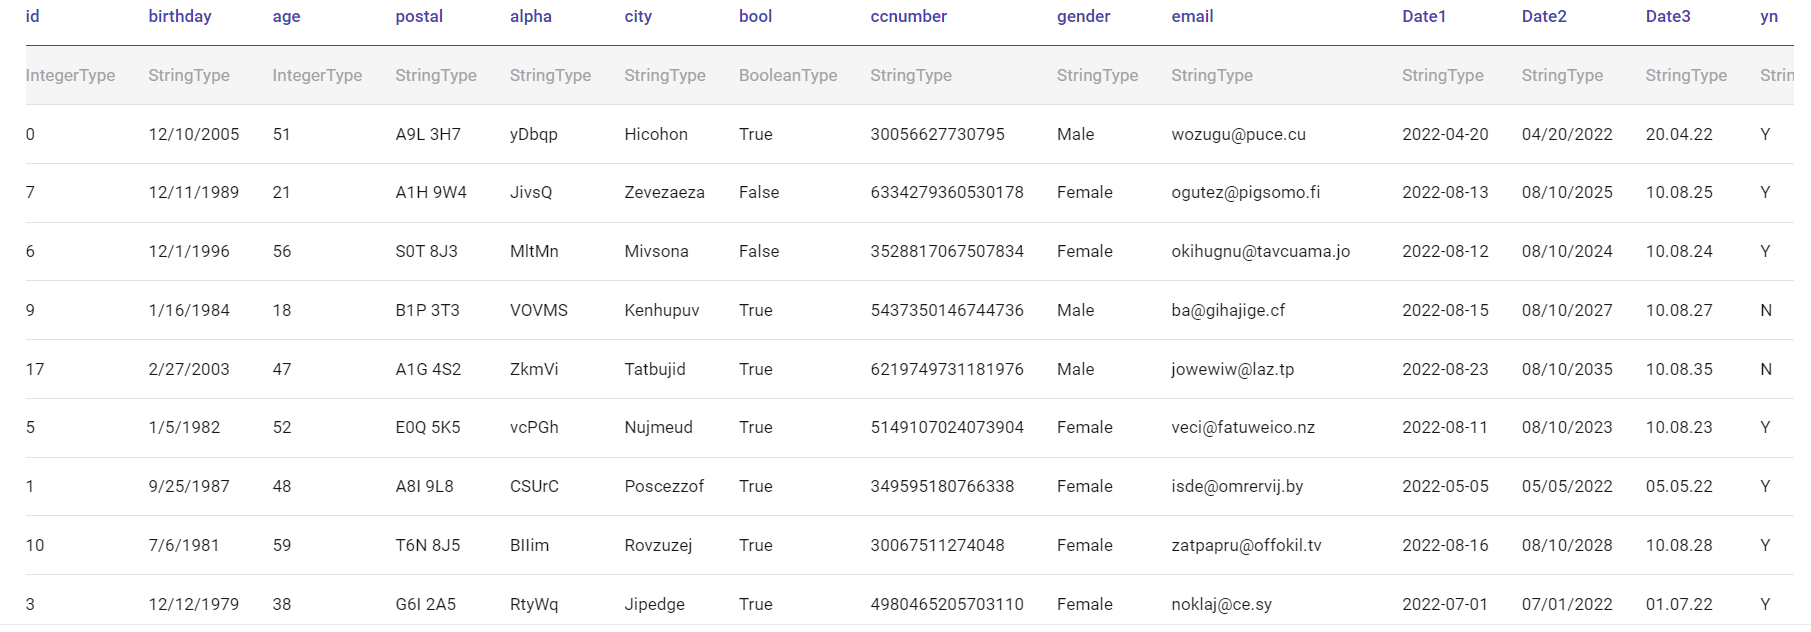 id birthday age postal alpha city bool ccnumber gender email Date1 Date2 Date3 yn
IntegerType StringType IntegerType StringType StringType StringType BooleanType StringType StringType StringType StringType StringType StringType Strin
0 12/10/2005 51 A9L 3H7 yDbqp Hicohon True 30056627730795 Male wozugu@puce.cu 2022-04-20 04/20/2022 20.04.22 Y
7 12/11/1989 21 A1H 9W4 JivsQ Zevezaeza False 6334279360530178 Female ogutez@pigsomo.fi 2022-08-13 08/10/2025 10.08.25 Y
6 12/1/1996 56 S0T 8J3 MltMn Mivsona False 3528817067507834 Female okihugnu@tavcuama.jo 2022-08-12 08/10/2024 10.08.24 Y
9 1/16/1984 18 B1P 3T3 VOVMS Kenhupuv True 5437350146744736 Male ba@gihajige.cf 2022-08-15 08/10/2027 10.08.27 N
17 2/27/2003 47 A1G 4S2 ZkmVi Tatbujid True 6219749731181976 Male jowewiw@laz.tp 2022-08-23 08/10/2035 10.08.35 N
5 1/5/1982 52 E0Q 5K5 vcPGh Nujmeud True 5149107024073904 Female veci@fatuweico.nz 2022-08-11 08/10/2023 10.08.23 Y
1 9/25/1987 48 A8I 9L8 CSUrC Poscezzof True 349595180766338 Female isde@omrervij.by 2022-05-05 05/05/2022 05.05.22 Y
10 7/6/1981 59 T6N 8J5 BIIim Rovzuzej True 30067511274048 Female zatpapru@offokil.tv 2022-08-16 08/10/2028 10.08.28 Y
3 12/12/1979 38 G6I 2A5 RtyWq Jipedge True 4980465205703110 Female noklaj@ce.sy 2022-07-01 07/01/2022 01.07.22 Y